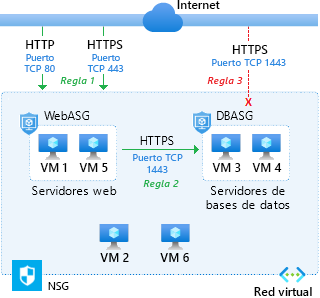 Internet
HTTP
Puerto
TCP 80
HTTPS
Puerto
TCP 443
HTTPS
Puerto TCP 1443
Regla 1
Regla 3
X
WebASG
DBASG
HTTPS
Puerto TCP
1443
Regla 2
VM 1
VM 5
VM 3
VM 4
Servidores web
Servidores de
bases de datos
VM 2
VM 6
NSG
Red virtual